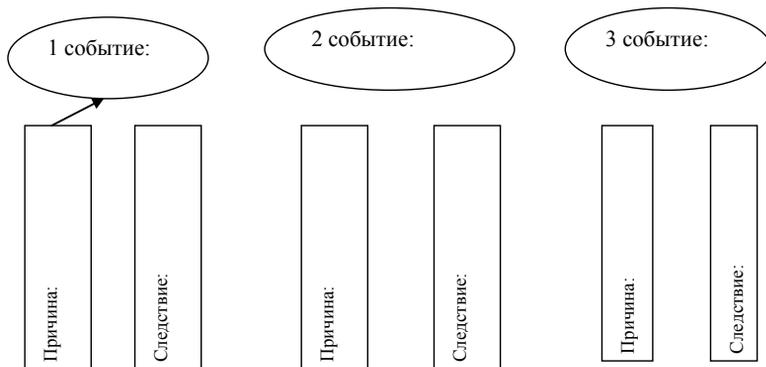 1 событие:
2 событие:
3 событие:
Причина:
Следствие:
Причина:
Следствие:
Причина:
Следствие: